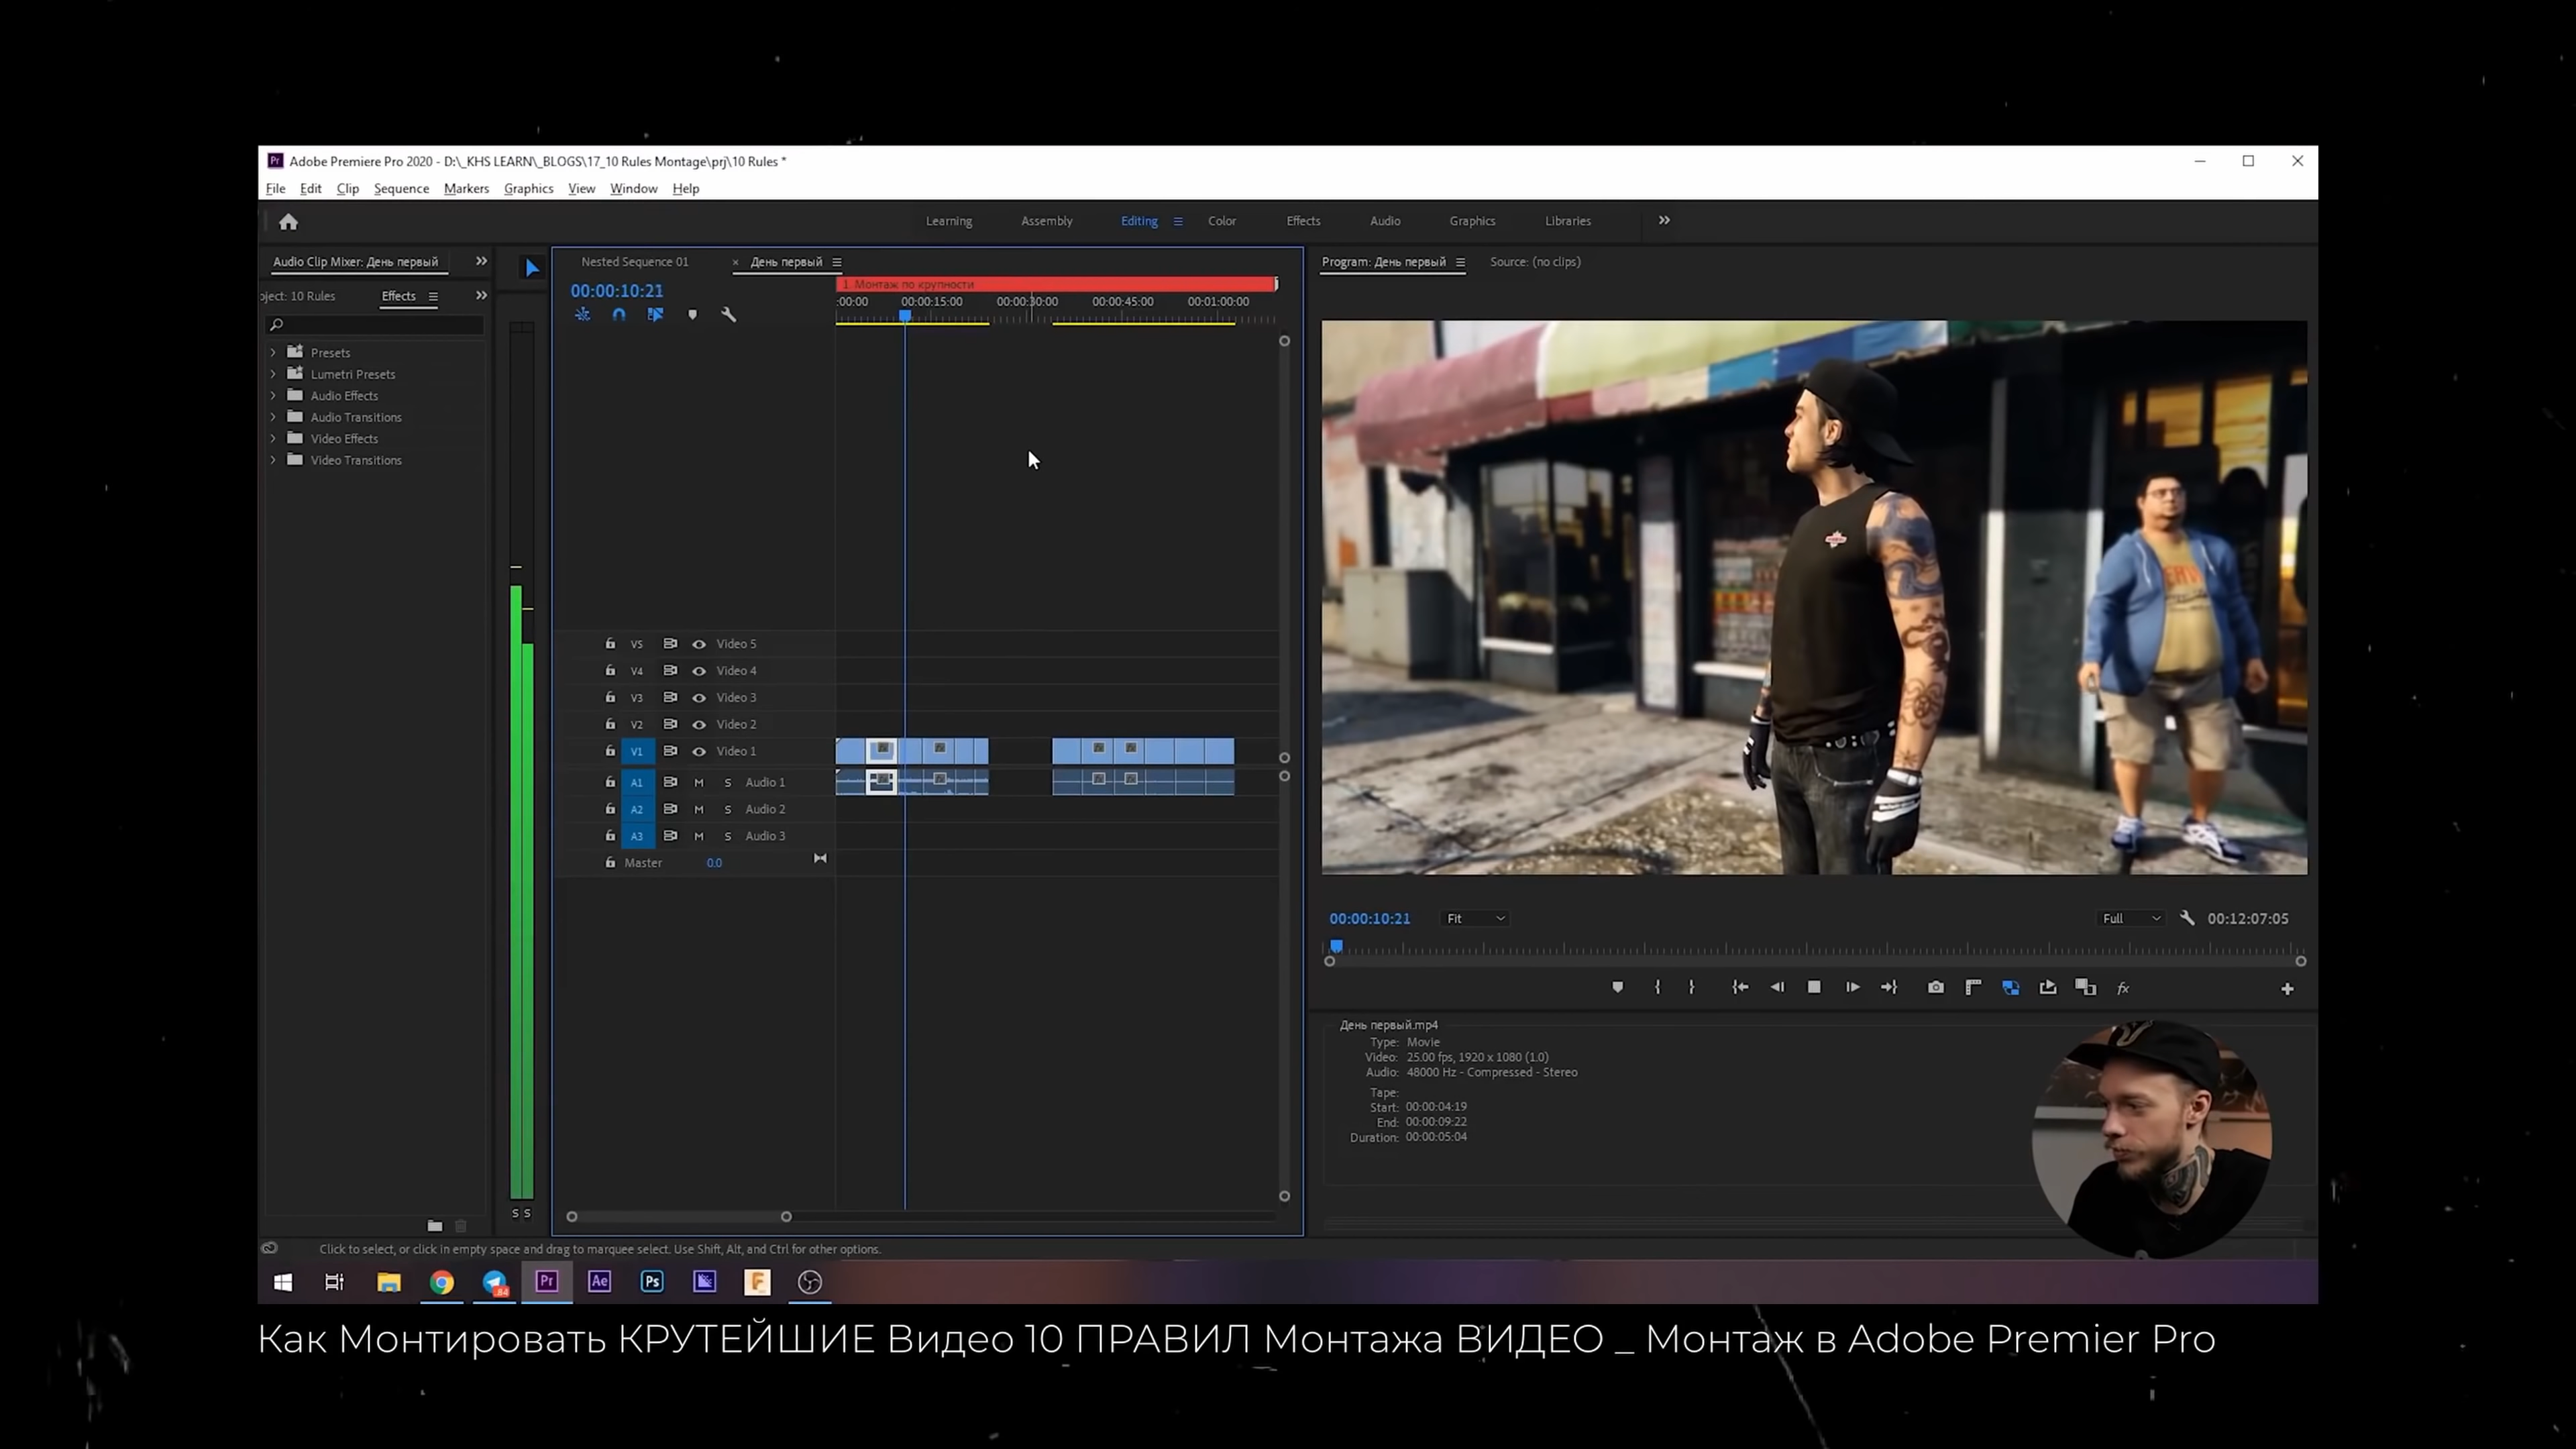 Adobe Premiere Pro 2020 - D:\_KHS LEARN\_BLOGS\17_10 Rules Montage\prj\10 Rules *
File Edit Clip Sequence Markers Graphics View Window Help
Learning Assembly Editing Color Effects Audio Graphics Libraries
Audio Clip Mixer: День первый
Nested Sequence 01
День первый
Program: День первый
Source: (no clips)
oject: 10 Rules
Effects
00:00:10:21
1. Монтаж по крупности
:00:00 00:00:15:00 00:00:30:00 00:00:45:00 00:01:00:00
Presets
Lumetri Presets
Audio Effects
Audio Transitions
Video Effects
Video Transitions
V5 Video 5
V4 Video 4
V3 Video 3
V2 Video 2
V1 Video 1
A1 M S Audio 1
A2 M S Audio 2
A3 M S Audio 3
Master 0.0
00:00:10:21 Fit Full 00:12:07:05
fx
День первый.mp4
Type: Movie
Video: 25.00 fps, 1920 x 1080 (1.0)
Audio: 48000 Hz - Compressed - Stereo
Tape:
Start: 00:00:04:19
End: 00:00:09:22
Duration: 00:00:05:04
S S
Click to select, or click in empty space and drag to marquee select. Use Shift, Alt, and Ctrl for other options.
84 Pr Ae Ps F
Как Монтировать КРУТЕЙШИЕ Видео 10 ПРАВИЛ Монтажа ВИДЕО _ Монтаж в Adobe Premier Pro